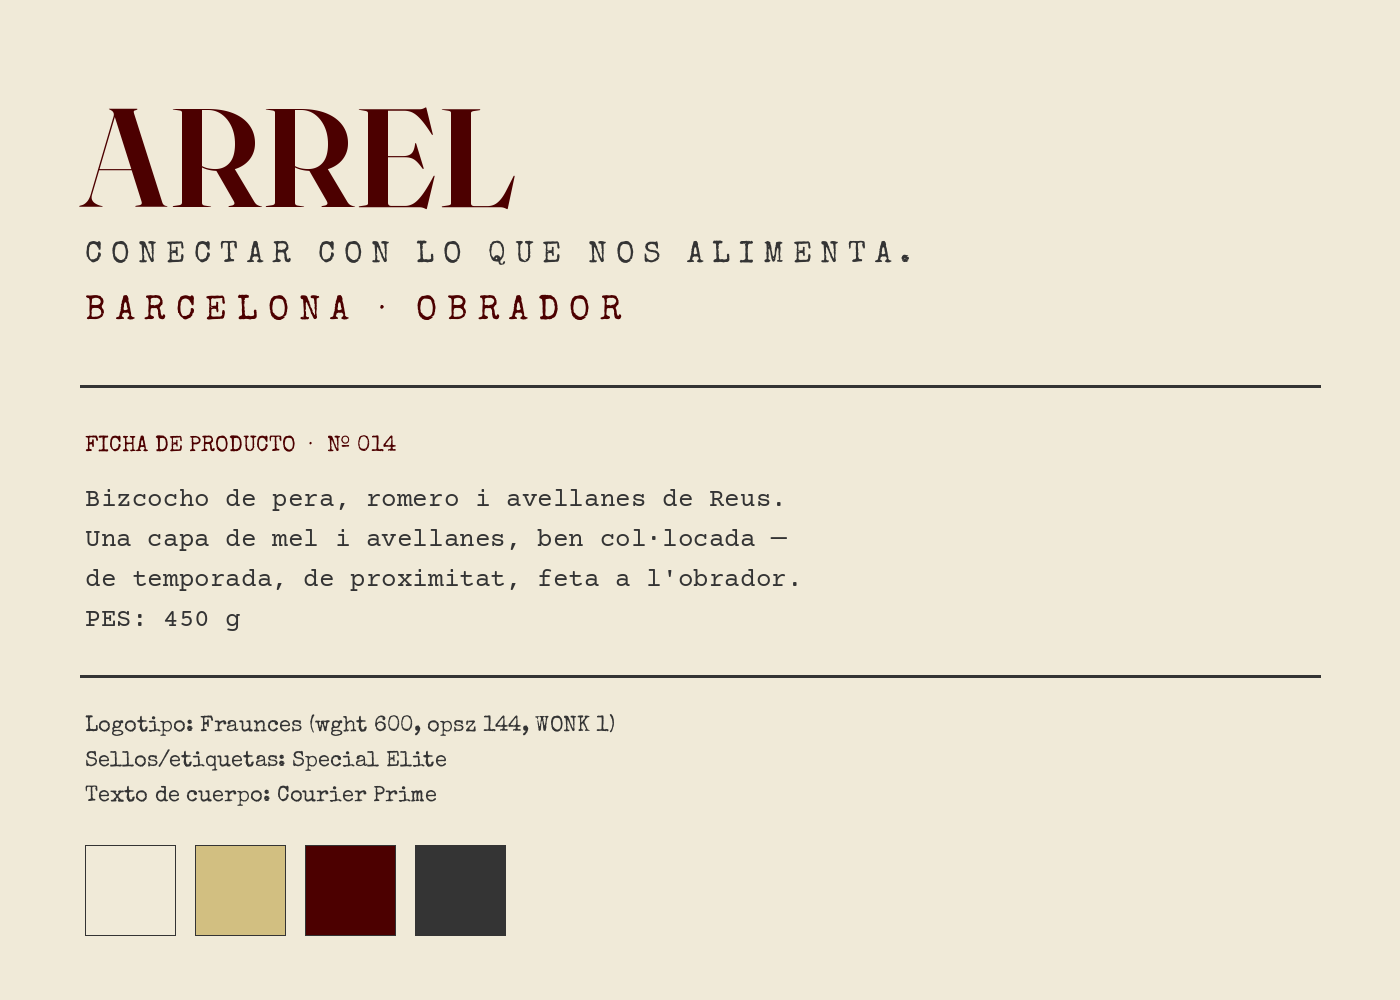 ARREL
CONECTAR CON LO QUE NOS ALIMENTA.
BARCELONA · OBRADOR
FICHA DE PRODUCTO · Nº 014
Bizcocho de pera, romero i avellanes de Reus.
Una capa de mel i avellanes, ben col·locada —
de temporada, de proximitat, feta a l'obrador.
PES: 450 g
Logotipo: Fraunces (wght 600, opsz 144, WONK 1)
Sellos/etiquetas: Special Elite
Texto de cuerpo: Courier Prime